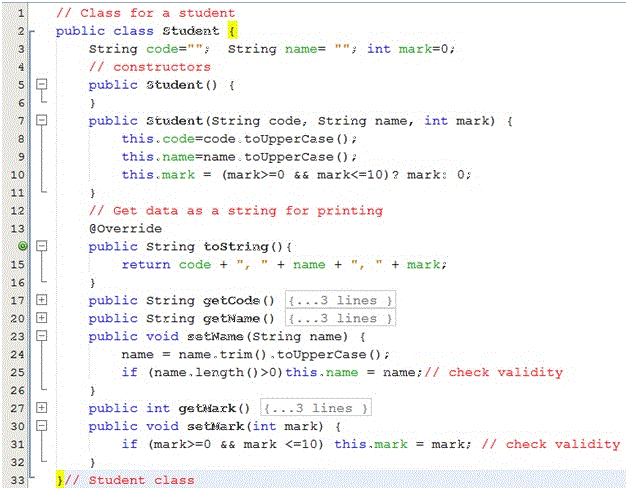 1 // Class for a student
2 public class Student {
3 String code="";  String name= ""; int mark=0;
4 // constructors
5 public Student() {
6 }
7 public Student(String code, String name, int mark) {
8 this.code=code.toUpperCase();
9 this.name=name.toUpperCase();
10 this.mark = (mark>=0 && mark<=10)? mark: 0;
11 }
12 // Get data as a string for printing
13 @Override
public String toString(){
15 return code + ", " + name + ", " + mark;
16 }
17 public String getCode() {...3 lines }
20 public String getName() {...3 lines }
23 public void setName(String name) {
24 name = name.trim().toUpperCase();
25 if (name.length()>0)this.name = name;// check validity
26 }
27 public int getMark() {...3 lines }
30 public void setMark(int mark) {
31 if (mark>=0 && mark <=10) this.mark = mark; // check validity
32 }
33 }// Student class